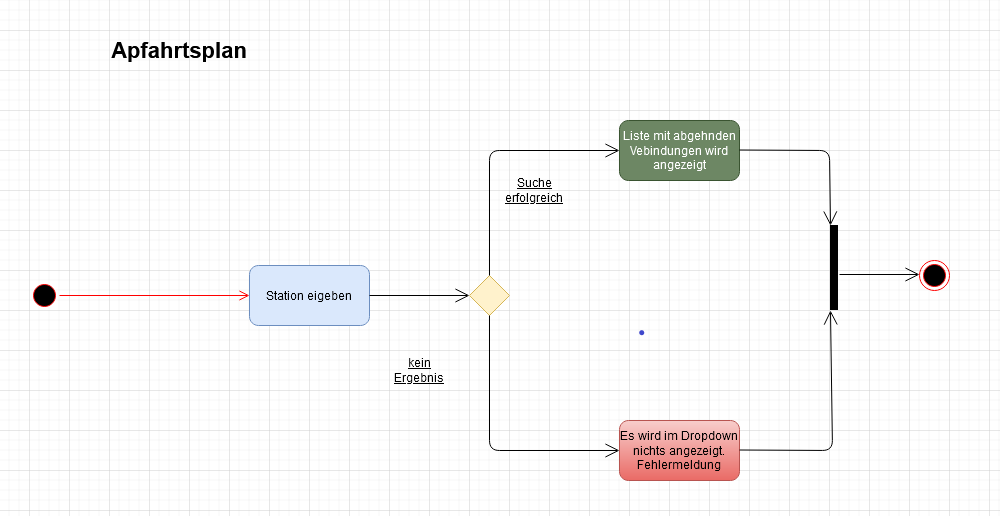 Apfahrtsplan
Liste mit abgehnden
Vebindungen wird
angezeigt
Suche
erfolgreich
Station eigeben
kein
Ergebnis
Es wird im Dropdown
nichts angezeigt.
Fehlermeldung